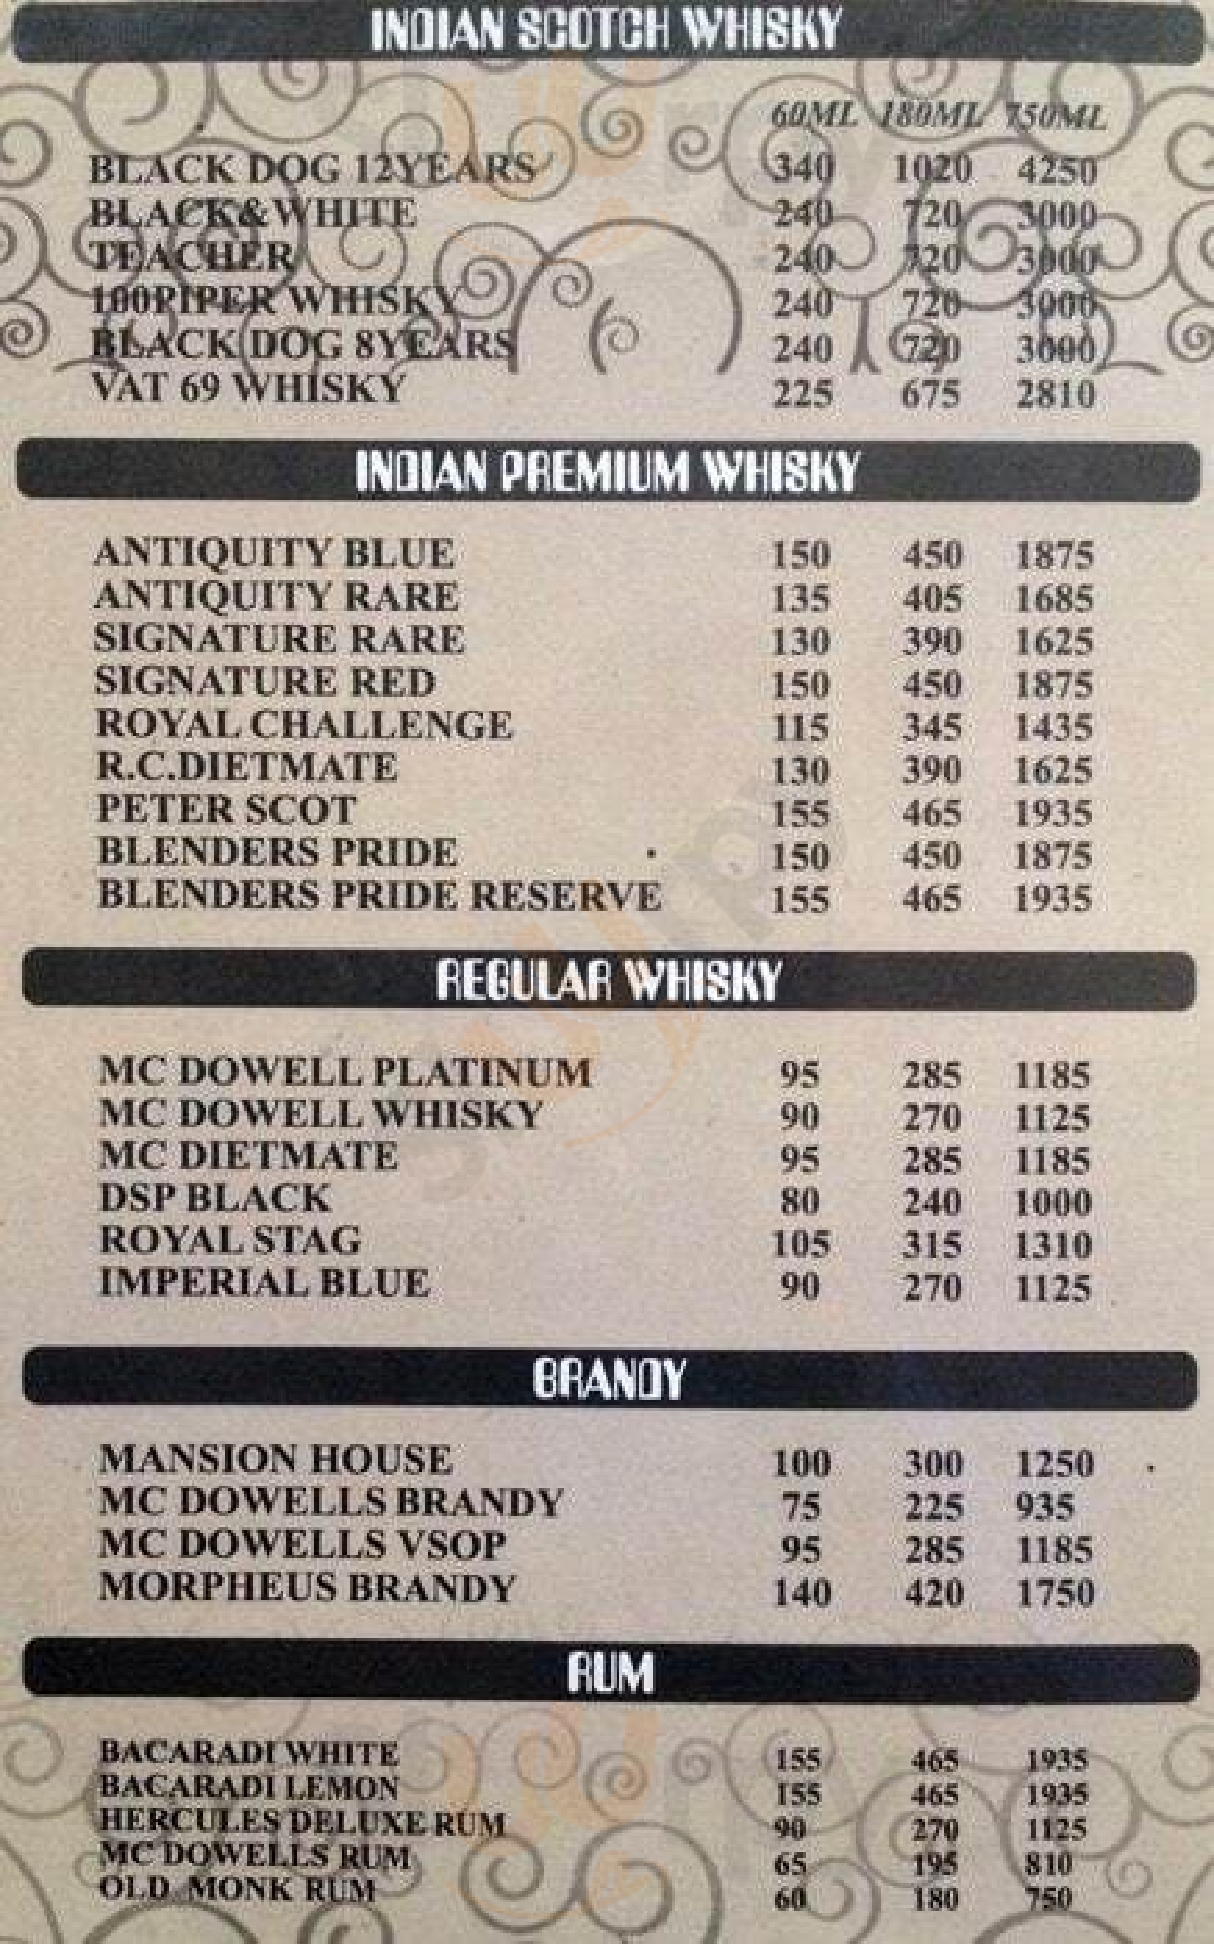 INDIAN SCOTCH WHISKY
60ML 180ML 750ML
BLACK DOG 12YEARS 340 1020 4250
BLACK&WHITE 240 720 3000
TEACHER 240 720 3000
100PIPER WHISKY 240 720 3000
BLACK DOG 8YEARS 240 720 3000
VAT 69 WHISKY 225 675 2810
INDIAN PREMIUM WHISKY
ANTIQUITY BLUE 150 450 1875
ANTIQUITY RARE 135 405 1685
SIGNATURE RARE 130 390 1625
SIGNATURE RED 150 450 1875
ROYAL CHALLENGE 115 345 1435
R.C.DIETMATE 130 390 1625
PETER SCOT 155 465 1935
BLENDERS PRIDE 150 450 1875
BLENDERS PRIDE RESERVE 155 465 1935
REGULAR WHISKY
MC DOWELL PLATINUM 95 285 1185
MC DOWELL WHISKY 90 270 1125
MC DIETMATE 95 285 1185
DSP BLACK 80 240 1000
ROYAL STAG 105 315 1310
IMPERIAL BLUE 90 270 1125
BRANDY
MANSION HOUSE 100 300 1250
MC DOWELLS BRANDY 75 225 935
MC DOWELLS VSOP 95 285 1185
MORPHEUS BRANDY 140 420 1750
RUM
BACARADI WHITE 155 465 1935
BACARADI LEMON 155 465 1935
HERCULES DELUXE RUM 90 270 1125
MC DOWELLS RUM 65 195 810
OLD MONK RUM 60 180 750